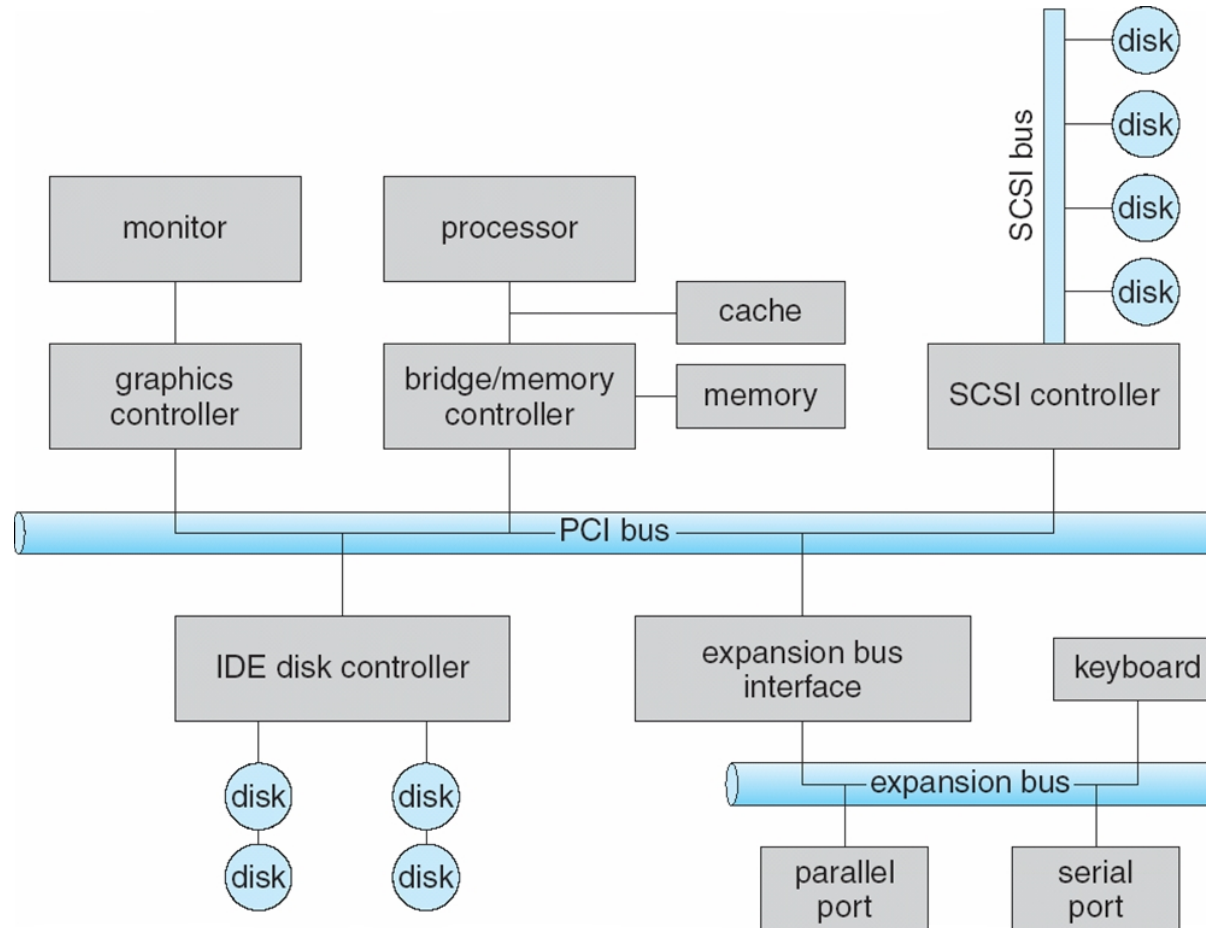 disk
disk
SCSI bus
disk
disk
monitor
processor
cache
graphics
controller
bridge/memory
controller
memory
SCSI controller
PCI bus
IDE disk controller
expansion bus
interface
keyboard
disk
disk
expansion bus
disk
disk
parallel
port
serial
port